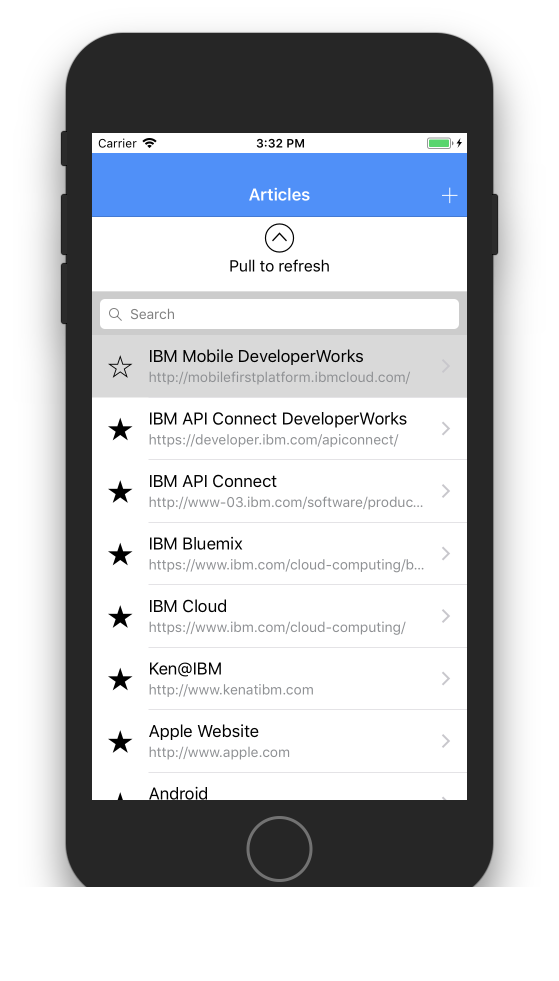 Carrier 3:32 PM
Articles
Pull to refresh
Search
IBM Mobile DeveloperWorks
http://mobilefirstplatform.ibmcloud.com/
IBM API Connect DeveloperWorks
https://developer.ibm.com/apiconnect/
IBM API Connect
http://www-03.ibm.com/software/produc...
IBM Bluemix
https://www.ibm.com/cloud-computing/b...
IBM Cloud
https://www.ibm.com/cloud-computing/
Ken@IBM
http://www.kenatibm.com
Apple Website
http://www.apple.com
Android